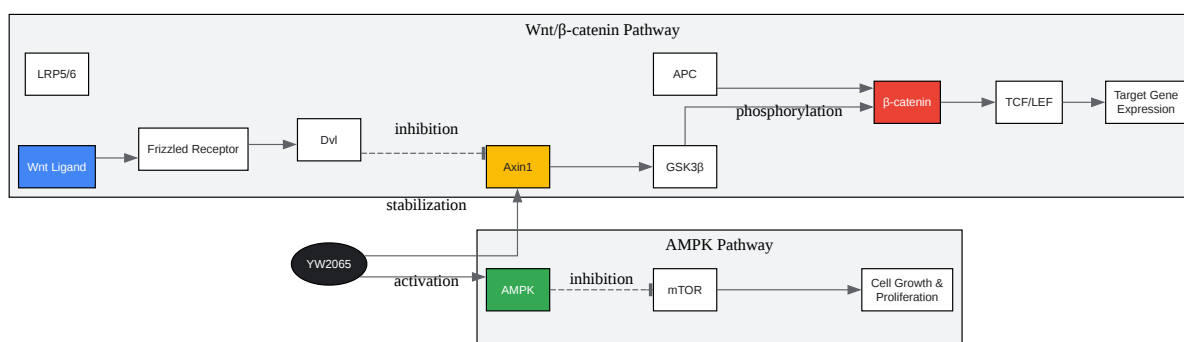 Wnt/β-catenin Pathway
LRP5/6
APC
β-catenin
TCF/LEF
Target Gene
Expression
phosphorylation
inhibition
Dvl
Frizzled Receptor
Wnt Ligand
Axin1
GSK3β
stabilization
AMPK Pathway
YW2065
activation
AMPK
inhibition
mTOR
Cell Growth &
Proliferation